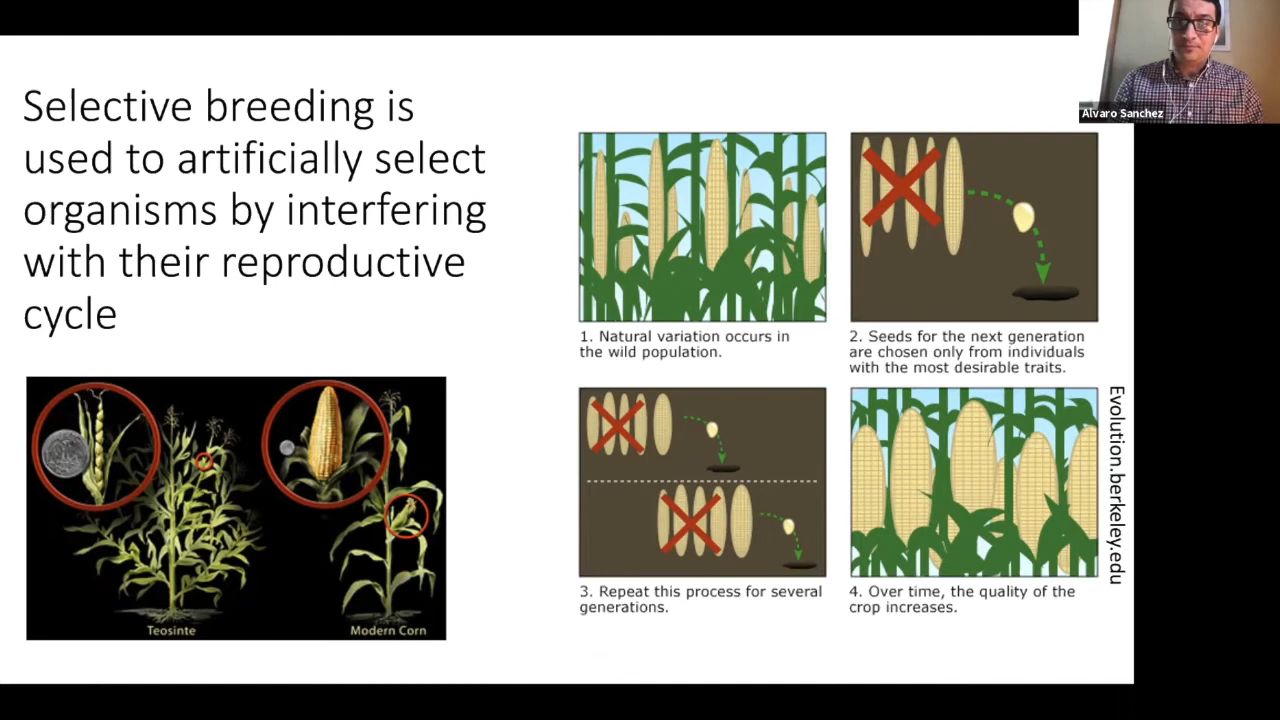 Selective breeding is
used to artificially select
organisms by interfering
with their reproductive
cycle
Teosinte
Modern Corn
1. Natural variation occurs in
the wild population.
2. Seeds for the next generation
are chosen only from individuals
with the most desirable traits.
3. Repeat this process for several
generations.
4. Over time, the quality of the
crop increases.
Evolution.berkeley.edu
Alvaro Sanchez